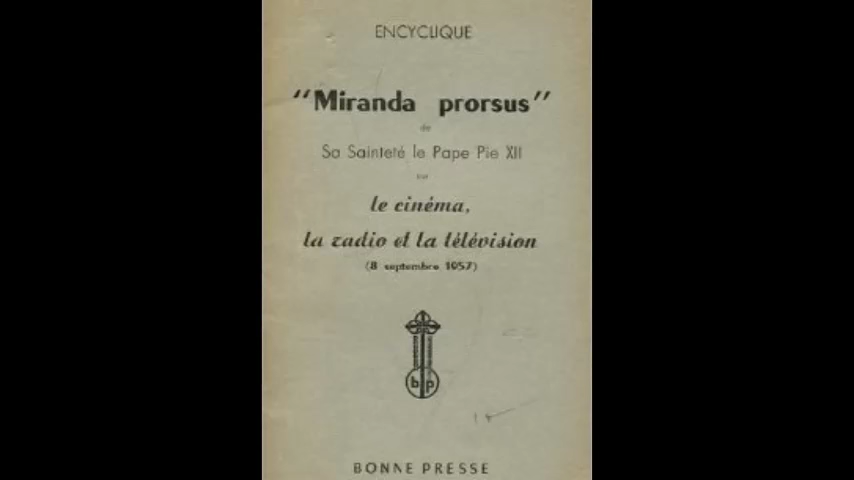 ENCYCLIQUE
"Miranda prorsus"
de
Sa Sainteté le Pape Pie XII
sur
le cinéma,
la radio et la télévision
(8 septembre 1957)
b p
BONNE PRESSE